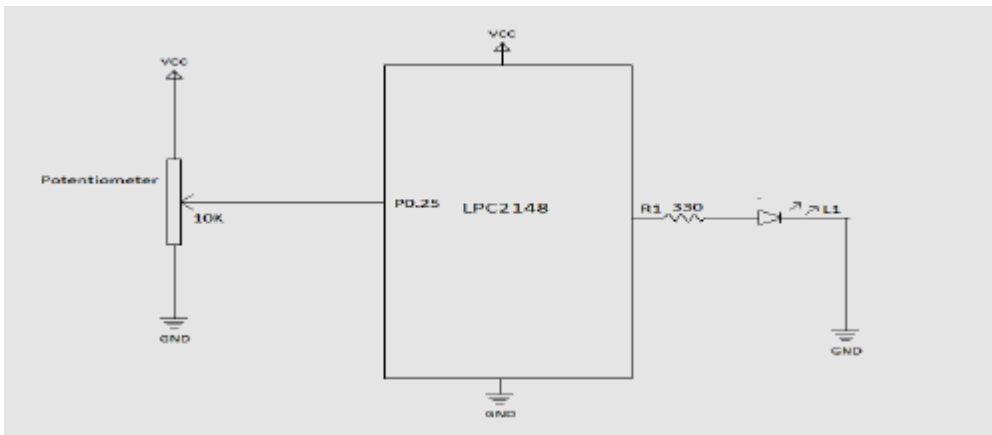 VCC
VCC
Potentiometer
10K
P0.25
LPC2148
R1 330
L1
GND
GND
GND